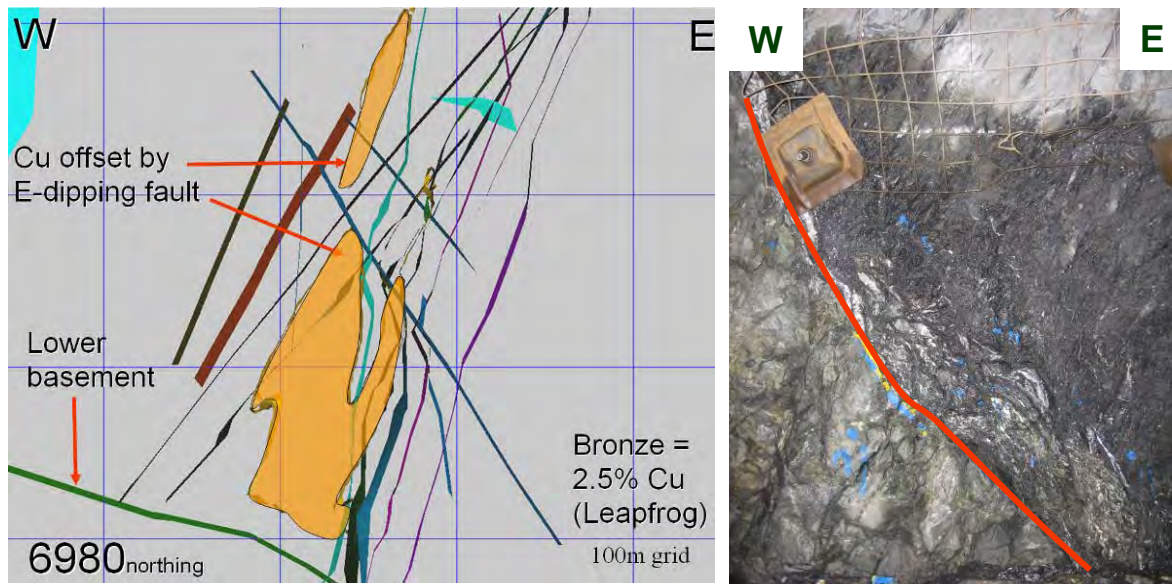 W
E
Cu offset by
E-dipping fault
Lower
basement
Bronze =
2.5% Cu
(Leapfrog)
100m grid
6980northing
W
E